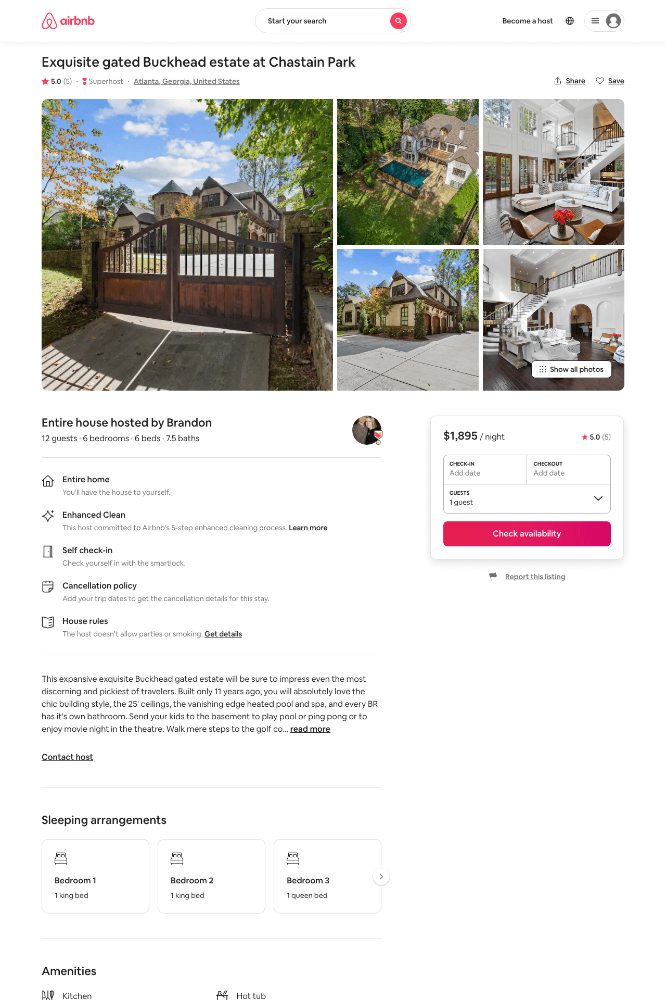 airbnb
Start your search
Become a host
Exquisite gated Buckhead estate at Chastain Park
5.0 (5) · Superhost · Atlanta, Georgia, United States
Share
Save
Show all photos
Entire house hosted by Brandon
12 guests · 6 bedrooms · 6 beds · 7.5 baths
Entire home
You'll have the house to yourself.
Enhanced Clean
This host committed to Airbnb's 5-step enhanced cleaning process. Learn more
Self check-in
Check yourself in with the smartlock.
Cancellation policy
Add your trip dates to get the cancellation details for this stay.
House rules
The host doesn't allow parties or smoking. Get details
$1,895 / night
5.0 (5)
CHECK-IN
Add date
CHECKOUT
Add date
GUESTS
1 guest
Check availability
Report this listing
This expansive exquisite Buckhead gated estate will be sure to impress even the most
discerning and pickiest of travelers. Built only 11 years ago, you will absolutely love the
chic building style, the 25' ceilings, the vanishing edge heated pool and spa, and every BR
has it's own bathroom. Send your kids to the basement to play pool or ping pong or to
enjoy movie night in the theatre. Walk mere steps to the golf co... read more
Contact host
Sleeping arrangements
Bedroom 1
1 king bed
Bedroom 2
1 king bed
Bedroom 3
1 queen bed
Amenities
Kitchen
Hot tub